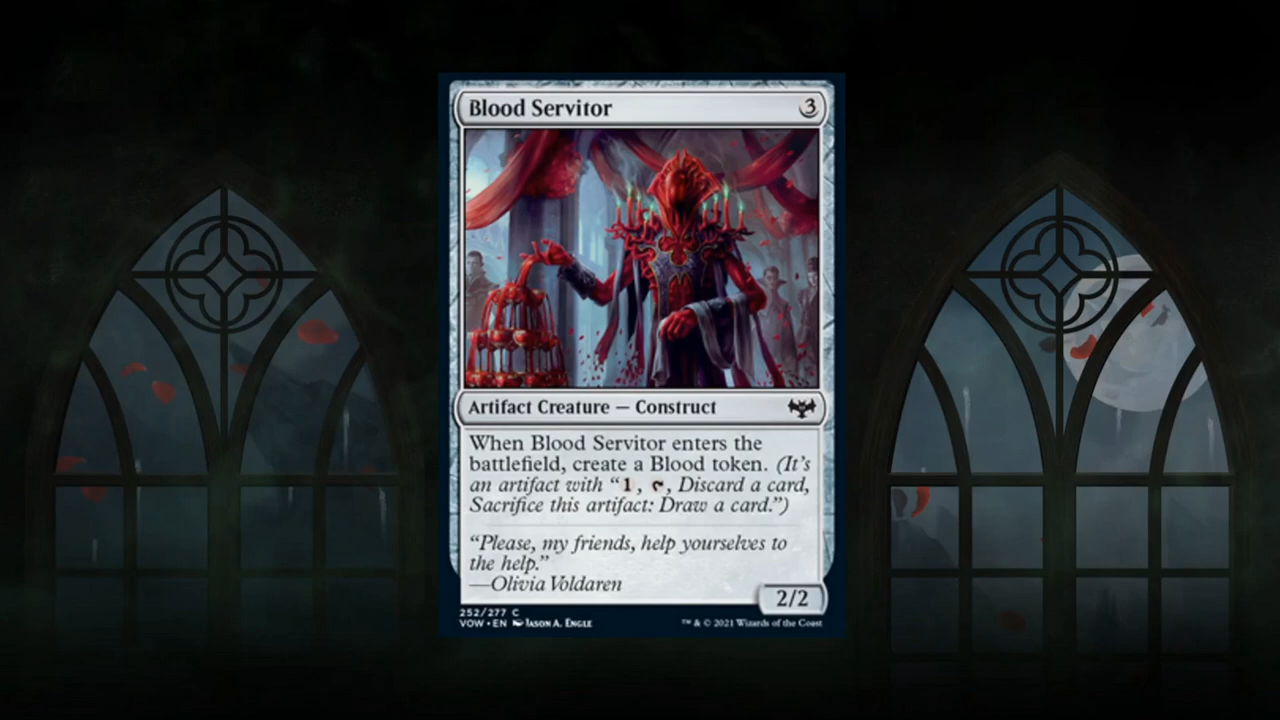 Blood Servitor 3
Artifact Creature — Construct
When Blood Servitor enters the
battlefield, create a Blood token. (It's
an artifact with “1, , Discard a card,
Sacrifice this artifact: Draw a card.”)
“Please, my friends, help yourselves to
the help.”
—Olivia Voldaren
2/2
252/277 C
VOW • EN Jason A. Engle
™ & © 2021 Wizards of the Coast